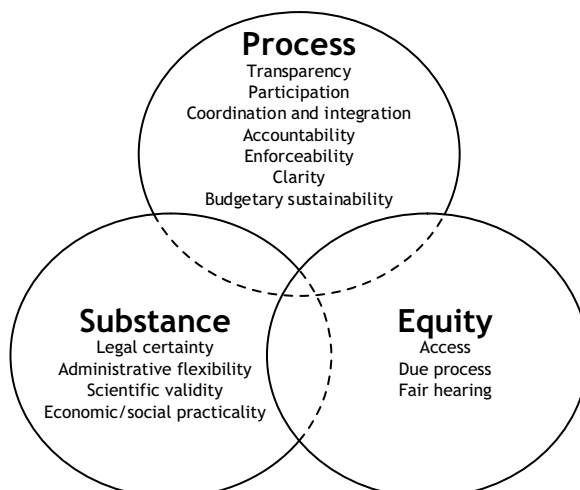 Process
Transparency
Participation
Coordination and integration
Accountability
Enforceability
Clarity
Budgetary sustainability
Substance
Legal certainty
Administrative flexibility
Scientific validity
Economic/social practicality
Equity
Access
Due process
Fair hearing